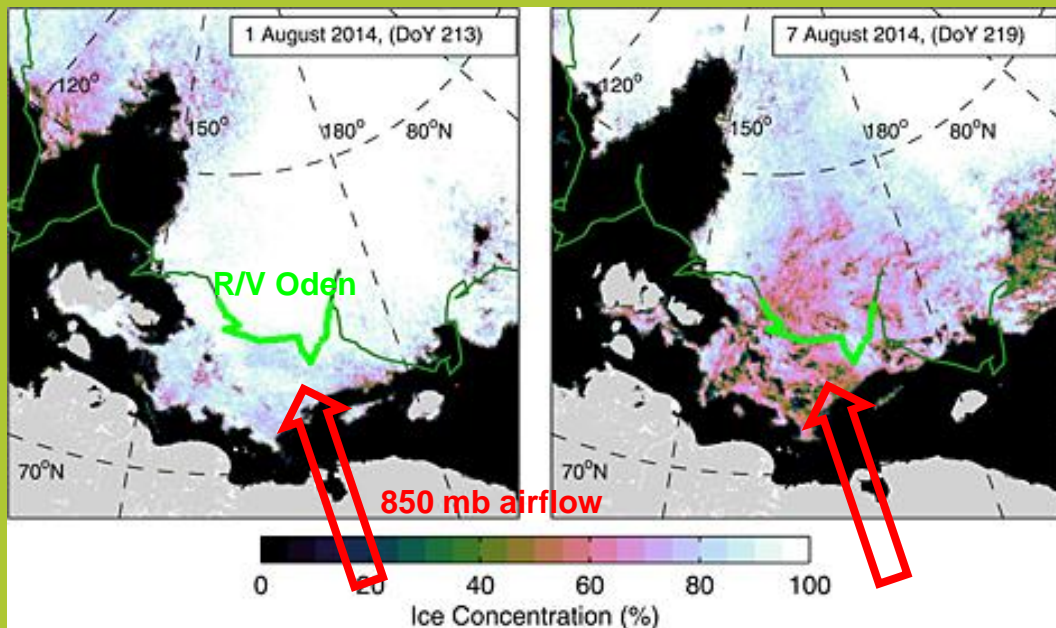 1 August 2014, (DoY 213)
120°
150°
180°
80°N
R/V Oden
70°N
7 August 2014, (DoY 219)
120°
150°
180°
80°N
70°N
850 mb airflow
0 20 40 60 80 100
Ice Concentration (%)